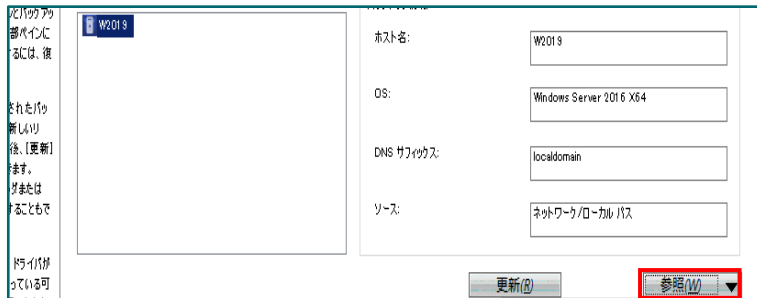 ンとバックアッ
部ペインに
するには、復
されたバッ
新しいリ
後、[更新]
きます。
ダまたは
することもで
ドライバが
っている可
W2019
ホスト名:
W2019
OS:
Windows Server 2016 X64
DNS サフィックス:
localdomain
ソース:
ネットワーク/ローカル パス
更新(R)
参照(W)